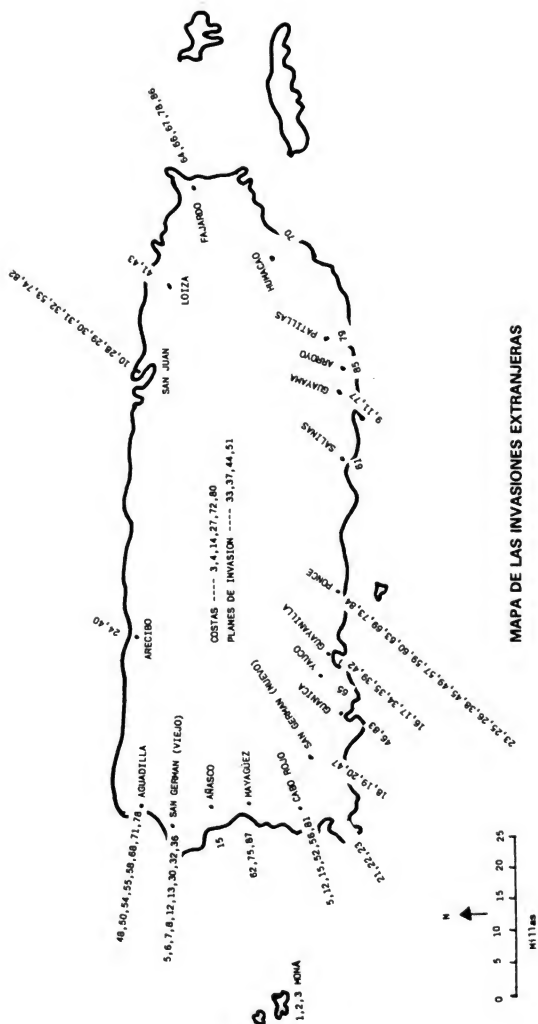 10,28,29,30,31,32,53,74,82
41,43
64,66,67,78,86
24,40
SAN JUAN
LOIZA
FAJARDO
ARECIBO
48,50,54,55,58,68,71,78
AGUADILLA
5,6,7,8,12,13,30,32,36
SAN GERMAN (VIEJO)
15
AÑASCO
62,75,87
MAYAGÜEZ
5,12,15,52,56,81
CABO ROJO
21,22,23
1,2,3 MONA
COSTAS ---- 3,4,14,27,72,80
PLANES DE INVASION ---- 33,37,44,51
SAN GERMAN (NUEVO)
18,19,20,47
GUANICA
46,83
YAUCO
65
GUAYANILLA
16,17,34,35,39,42
PONCE
23,25,26,38,45,49,57,59,60,63,69,73,84
SALINAS
61
GUAYAMA
9,11,77
ARROYO
85
PATILLAS
79
HUMACAO
70
N
0 5 10 15 20 25
Millas
MAPA DE LAS INVASIONES EXTRANJERAS